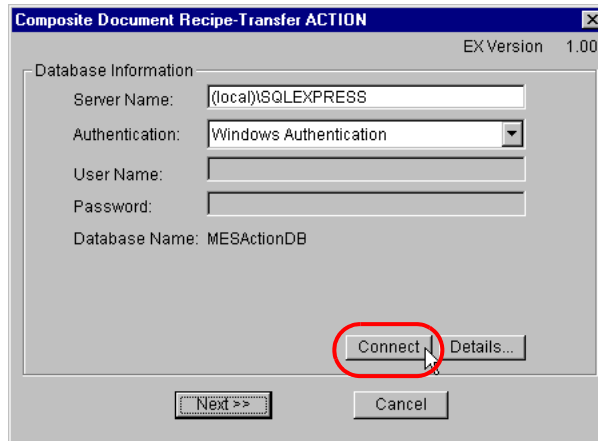 Composite Document Recipe-Transfer ACTION
EX Version 1.00
Database Information
Server Name: (local)\SQLEXPRESS
Authentication: Windows Authentication
User Name:
Password:
Database Name: MESActionDB
Connect Details...
Next >> Cancel